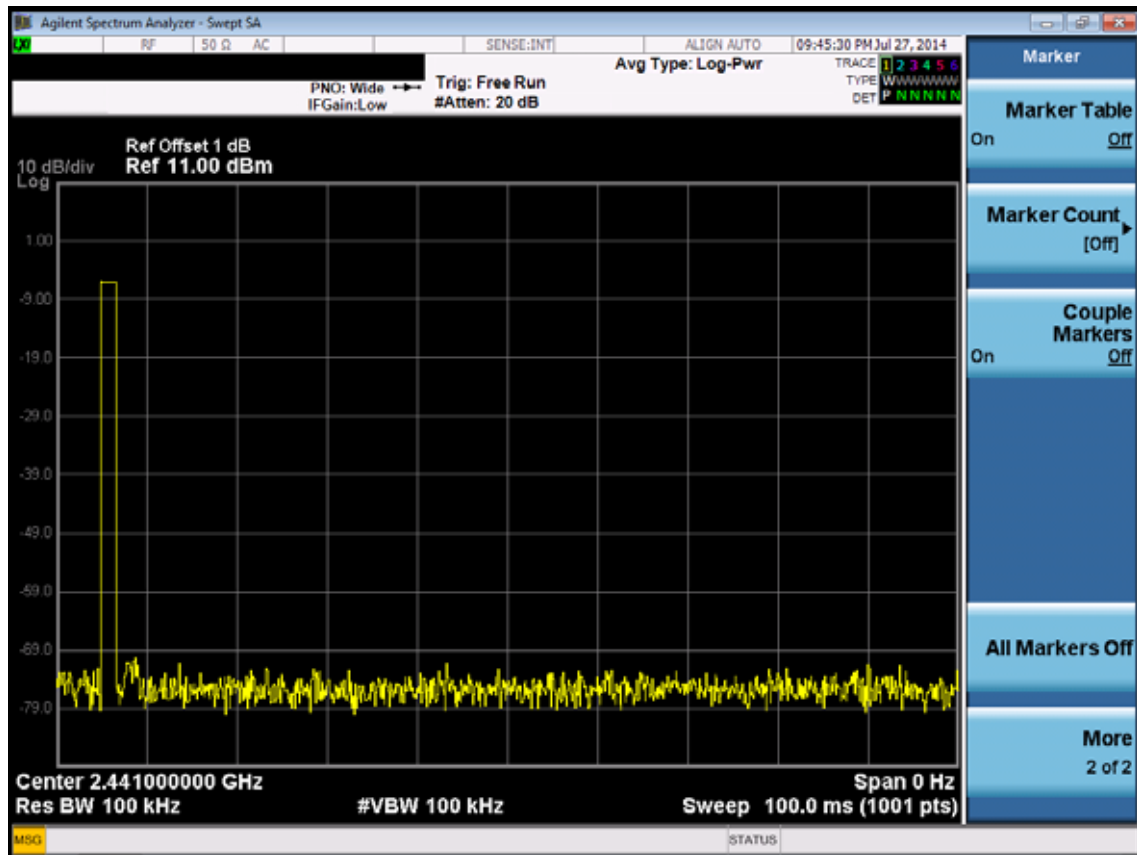 Agilent Spectrum Analyzer - Swept SA
LXI RF 50 Ω AC SENSE:INT ALIGN AUTO 09:45:30 PM Jul 27, 2014
Marker
Avg Type: Log-Pwr TRACE 1 2 3 4 5 6
PNO: Wide Trig: Free Run TYPE WWWWWW
IFGain:Low #Atten: 20 dB DET P N N N N N
Marker Table
On Off
Ref Offset 1 dB
10 dB/div Ref 11.00 dBm
Log
Marker Count
[Off]
1.00
-9.00
-19.0
-29.0
-39.0
-49.0
-59.0
-69.0
-79.0
Couple
Markers
On Off
All Markers Off
More
2 of 2
Center 2.441000000 GHz Span 0 Hz
Res BW 100 kHz #VBW 100 kHz Sweep 100.0 ms (1001 pts)
MSG STATUS